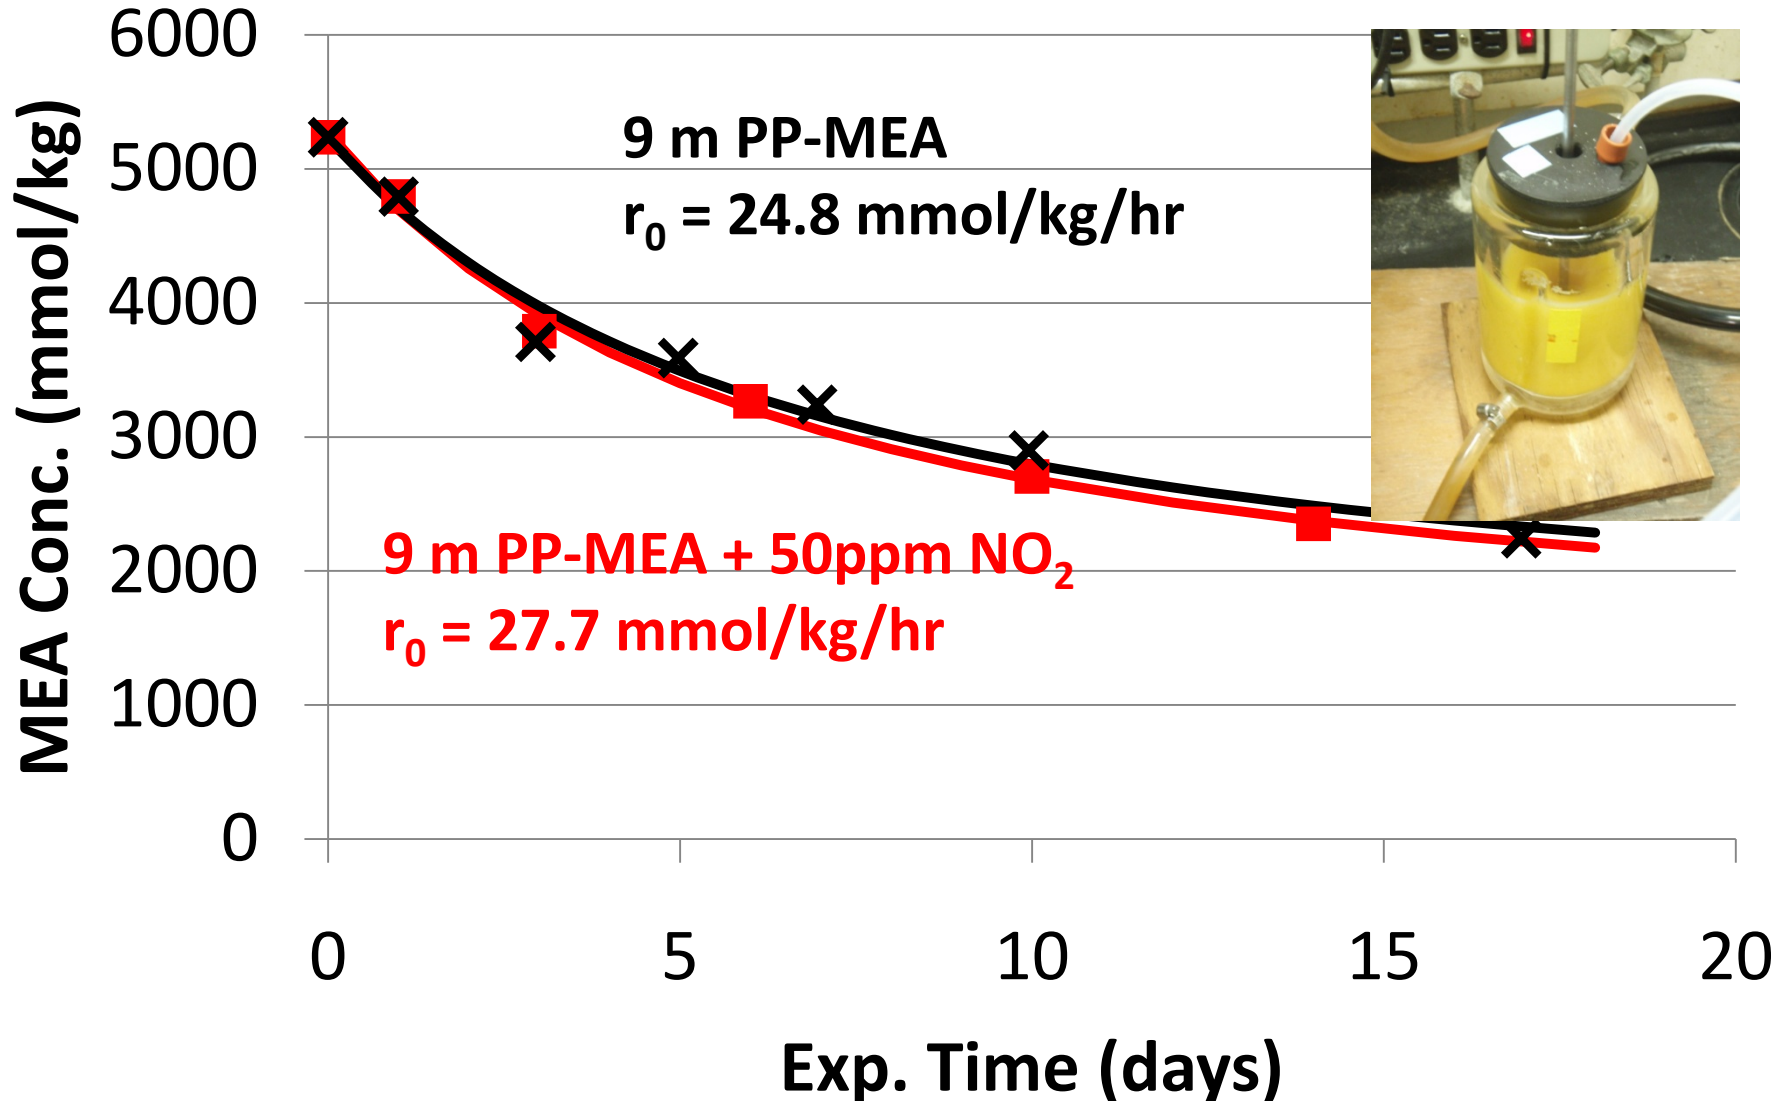 6000
5000
4000
3000
2000
1000
0
MEA Conc. (mmol/kg)
9 m PP-MEA
r₀ = 24.8 mmol/kg/hr
9 m PP-MEA + 50ppm NO₂
r₀ = 27.7 mmol/kg/hr
0 5 10 15 20
Exp. Time (days)